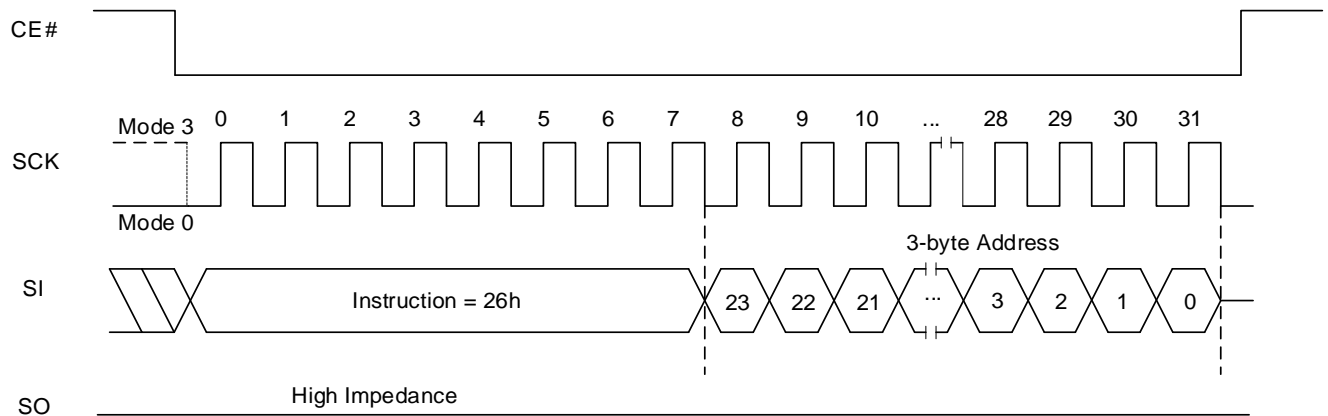 CE#
0 1 2 3 4 5 6 7 8 9 10 ... 28 29 30 31
Mode 3
SCK
Mode 0
3-byte Address
SI
Instruction = 26h 23 22 21 ... 3 2 1 0
High Impedance
SO